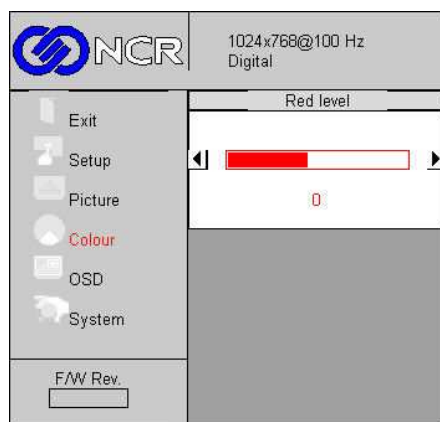 NCR
1024x768@100 Hz
Digital
Red level
0
Exit
Setup
Picture
Colour
OSD
System
F/W Rev.